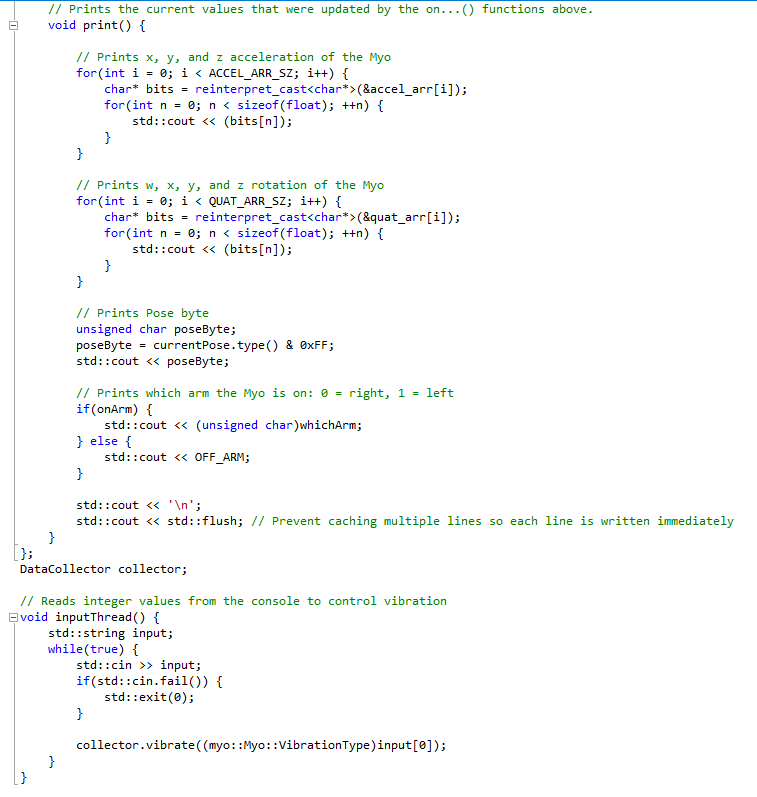 // Prints the current values that were updated by the on...() functions above.
void print() {
// Prints x, y, and z acceleration of the Myo
for(int i = 0; i < ACCEL_ARR_SZ; i++) {
char* bits = reinterpret_cast<char*>(&accel_arr[i]);
for(int n = 0; n < sizeof(float); ++n) {
std::cout << (bits[n]);
}
}
// Prints w, x, y, and z rotation of the Myo
for(int i = 0; i < QUAT_ARR_SZ; i++) {
char* bits = reinterpret_cast<char*>(&quat_arr[i]);
for(int n = 0; n < sizeof(float); ++n) {
std::cout << (bits[n]);
}
}
// Prints Pose byte
unsigned char poseByte;
poseByte = currentPose.type() & 0xFF;
std::cout << poseByte;
// Prints which arm the Myo is on: 0 = right, 1 = left
if(onArm) {
std::cout << (unsigned char)whichArm;
} else {
std::cout << OFF_ARM;
}
std::cout << '\n';
std::cout << std::flush; // Prevent caching multiple lines so each line is written immediately
}
};
DataCollector collector;
// Reads integer values from the console to control vibration
void inputThread() {
std::string input;
while(true) {
std::cin >> input;
if(std::cin.fail()) {
std::exit(0);
}
collector.vibrate((myo::Myo::VibrationType)input[0]);
}
}